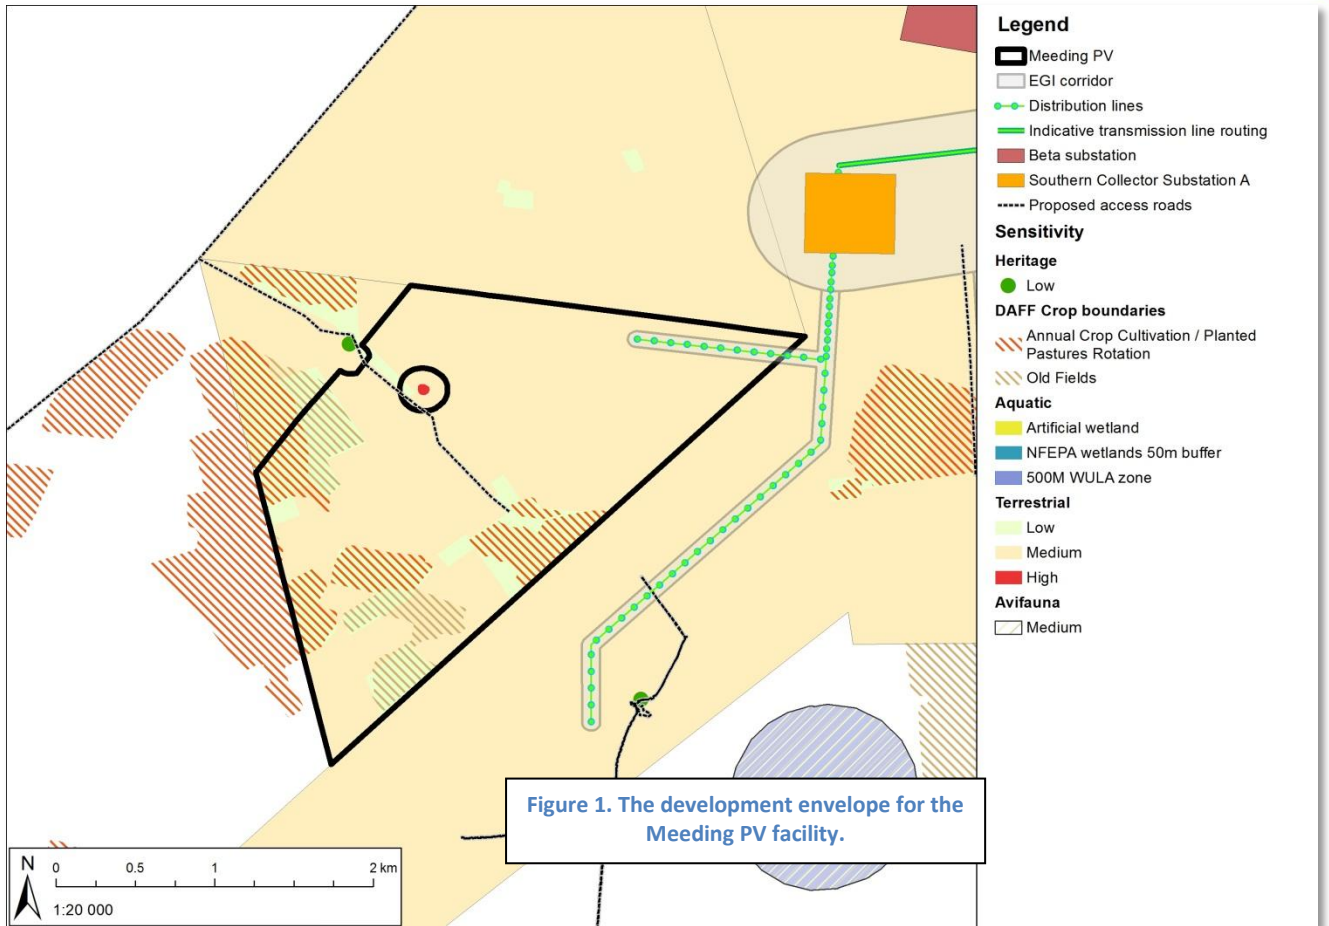 Legend
Meeding PV
EGI corridor
Distribution lines
Indicative transmission line routing
Beta substation
Southern Collector Substation A
Proposed access roads
Sensitivity
Heritage
Low
DAFF Crop boundaries
Annual Crop Cultivation / Planted
Pastures Rotation
Old Fields
Aquatic
Artificial wetland
NFEPA wetlands 50m buffer
500M WULA zone
Terrestrial
Low
Medium
High
Avifauna
Medium
Figure 1. The development envelope for the
Meeding PV facility.
N
0 0.5 1 2 km
1:20 000